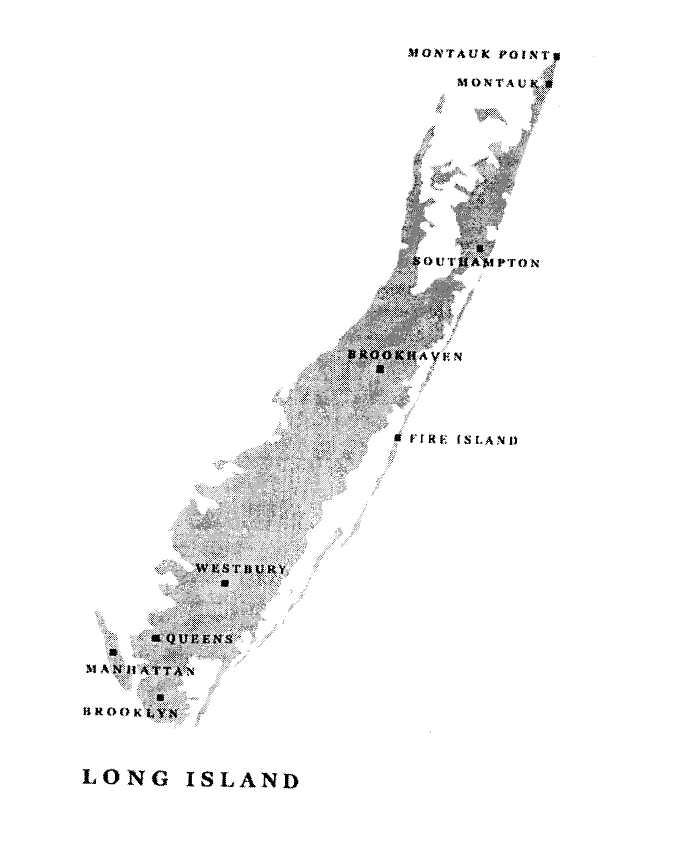 MONTAUK POINT
MONTAUK
SOUTHAMPTON
BROOKHAVEN
FIRE ISLAND
WESTBURY
QUEENS
MANHATTAN
BROOKLYN
LONG ISLAND